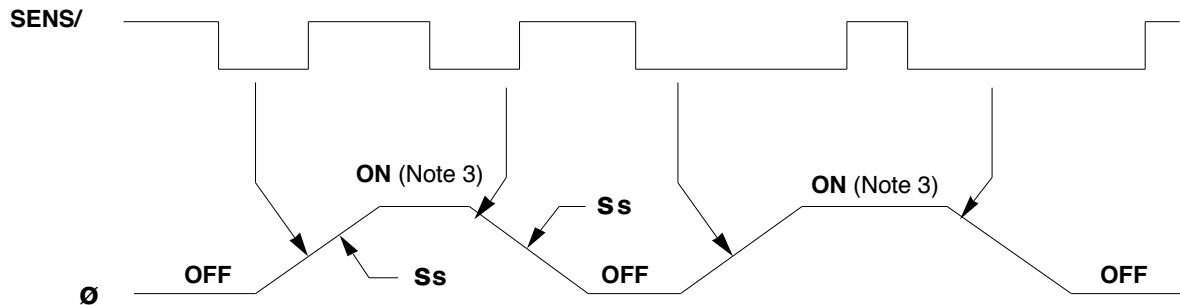 SENS/
ON (Note 3)
ON (Note 3)
Ss
OFF
Ss
OFF
OFF
ø